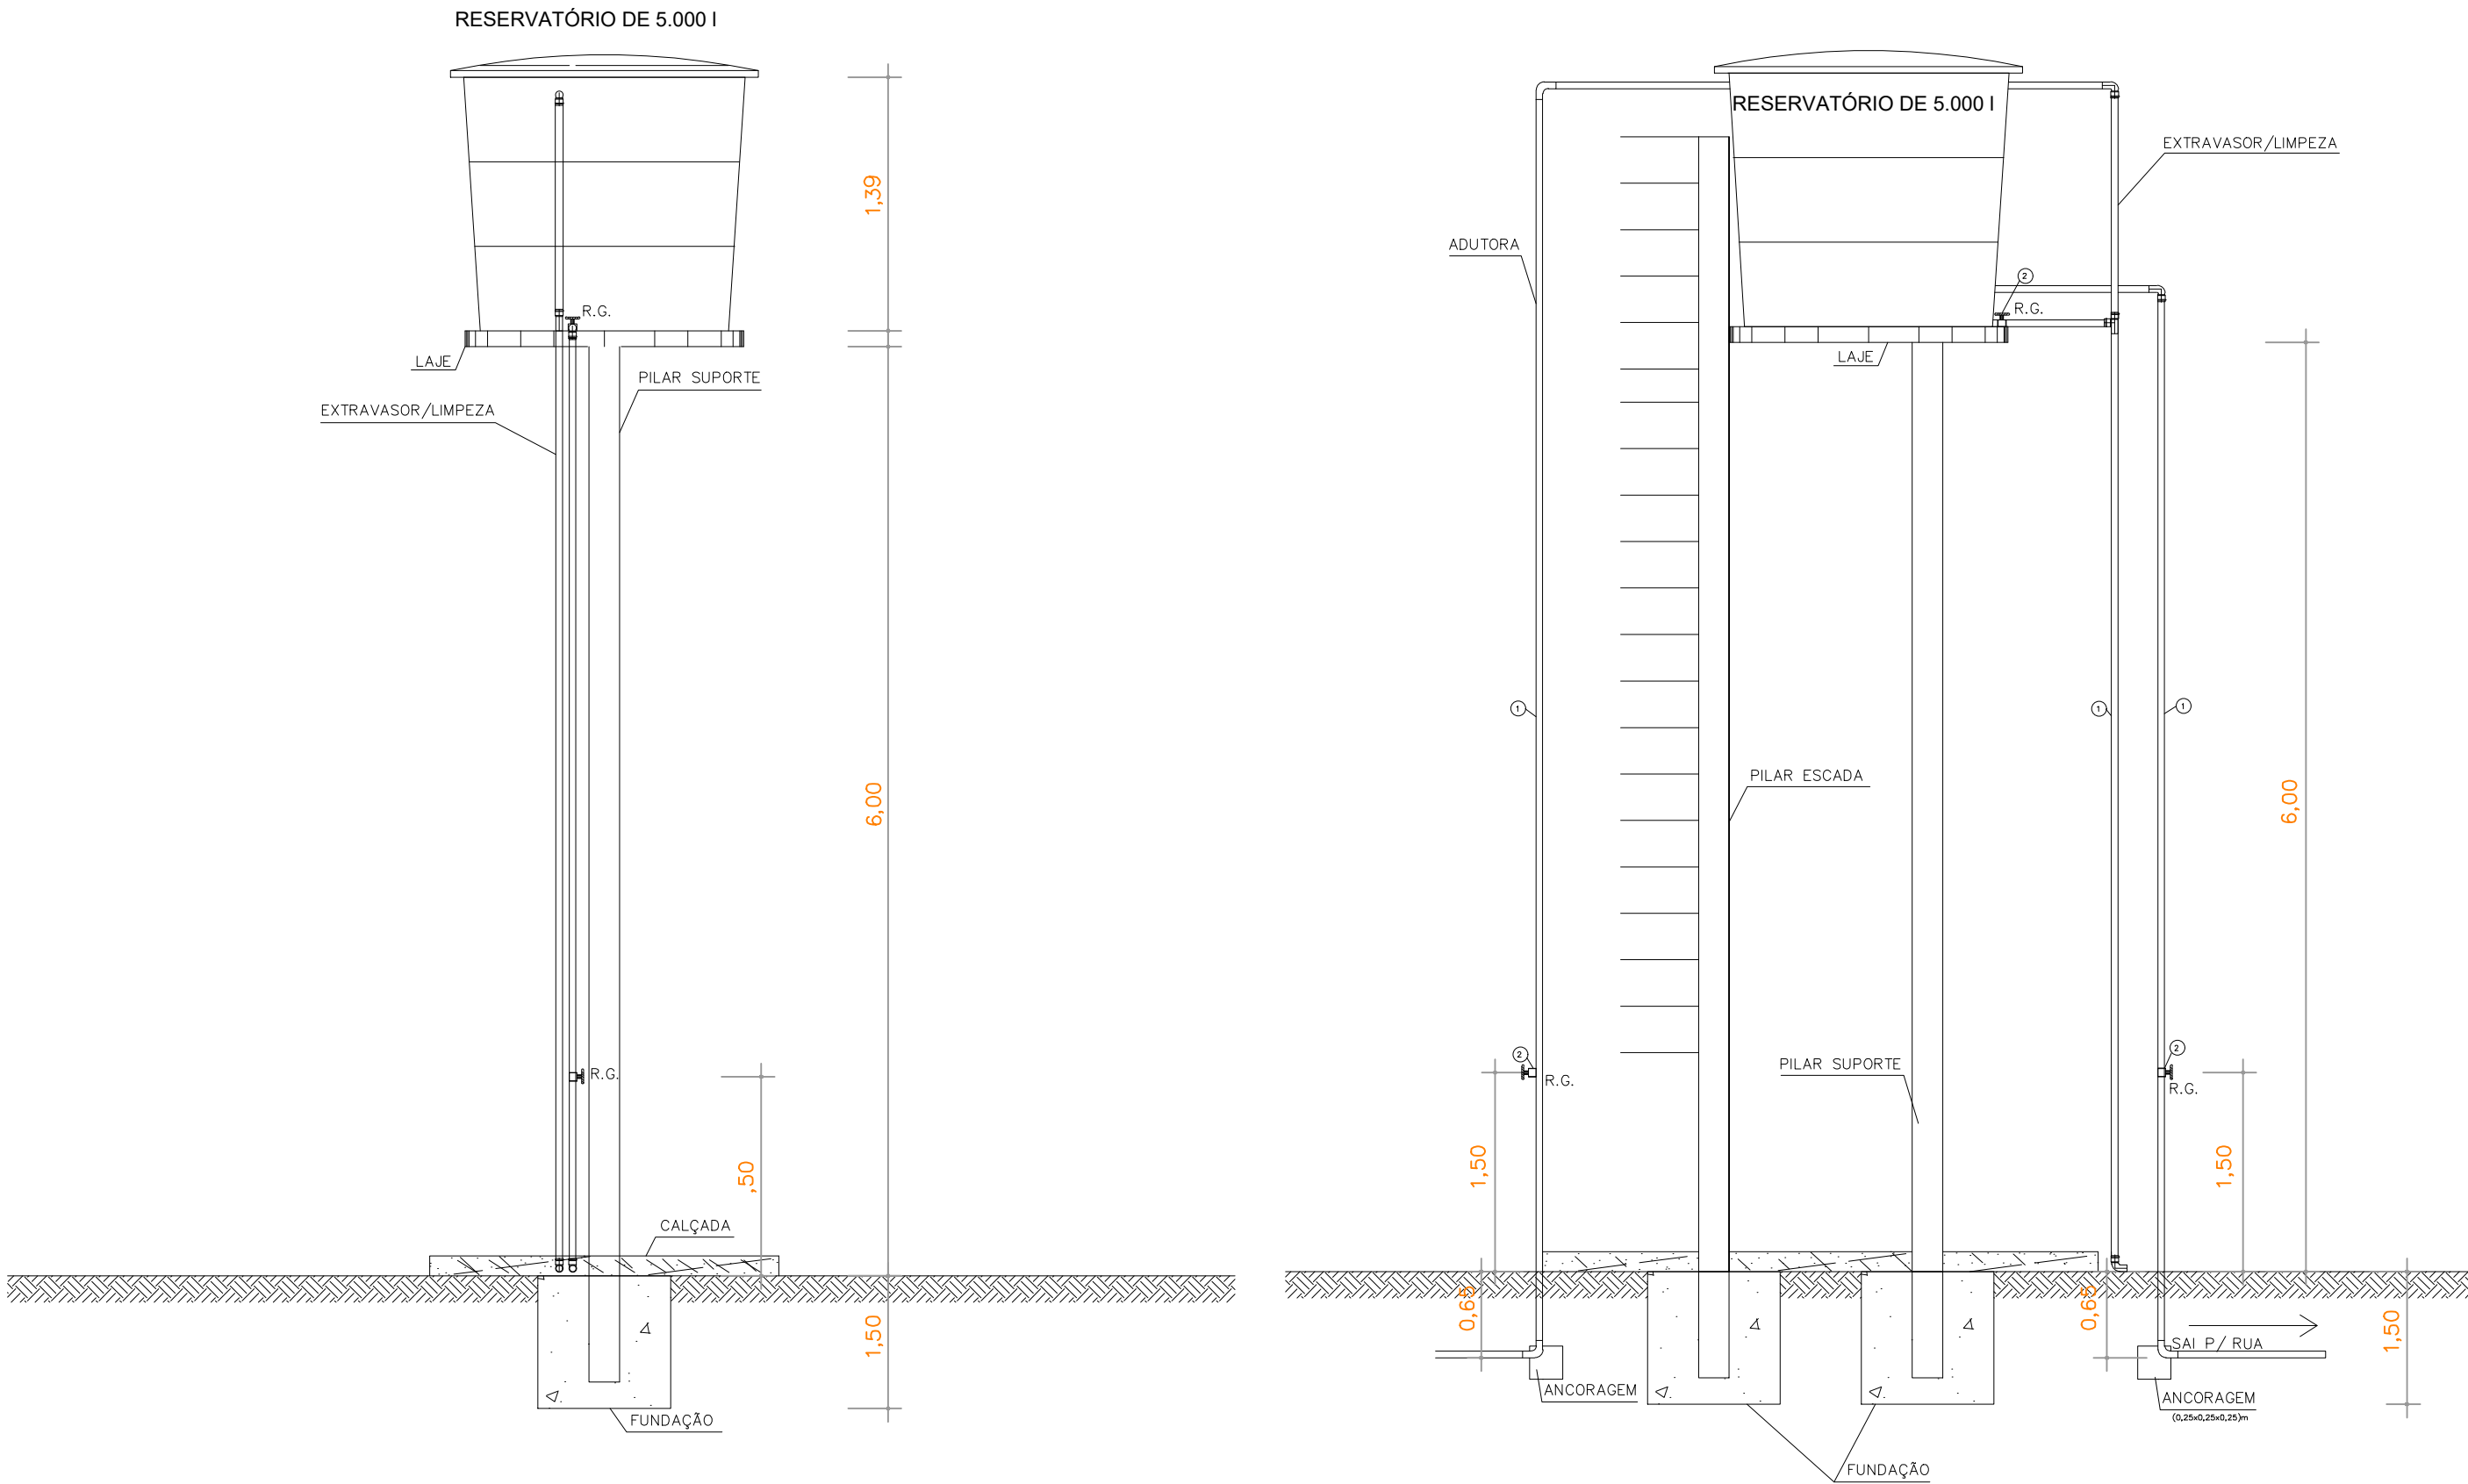 RESERVATÓRIO DE 5.000 l
1,39
R.G.
LAJE
PILAR SUPORTE
EXTRAVASOR/LIMPEZA
6,00
R.G.
,50
CALÇADA
1,50
FUNDAÇÃO
RESERVATÓRIO DE 5.000 l
EXTRAVASOR/LIMPEZA
ADUTORA
2
R.G.
LAJE
1
1
1
PILAR ESCADA
6,00
2
R.G.
PILAR SUPORTE
2
R.G.
1,50
1,50
0,65
0,65
1,50
SAI P/ RUA
ANCORAGEM
ANCORAGEM
(0,25x0,25x0,25)m
FUNDAÇÃO